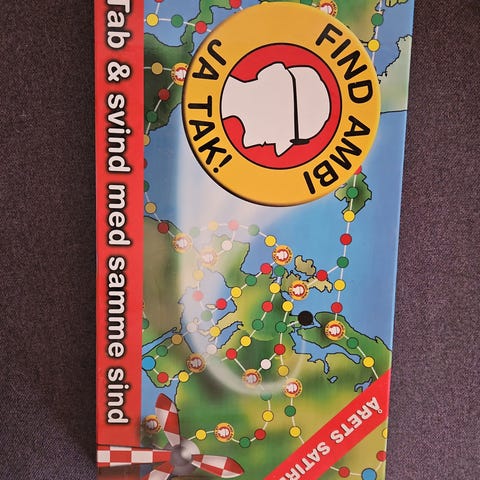 FIND AMBI
JA TAK!
Tab & svind med samme sind
ÅRETS SATIR